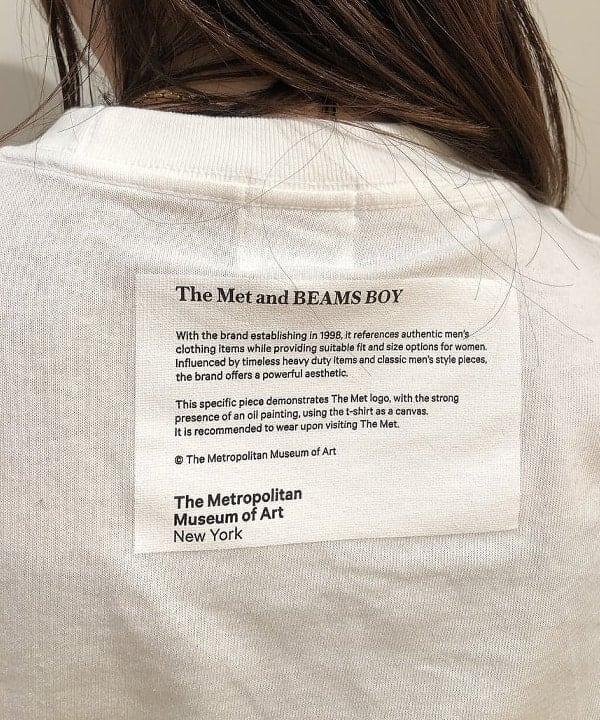 The Met and BEAMS BOY
With the brand establishing in 1998, it references authentic men's
clothing items while providing suitable fit and size options for women.
Influenced by timeless heavy duty items and classic men's style pieces,
the brand offers a powerful aesthetic.
This specific piece demonstrates The Met logo, with the strong
presence of an oil painting, using the t-shirt as a canvas.
It is recommended to wear upon visiting The Met.
© The Metropolitan Museum of Art
The Metropolitan
Museum of Art
New York